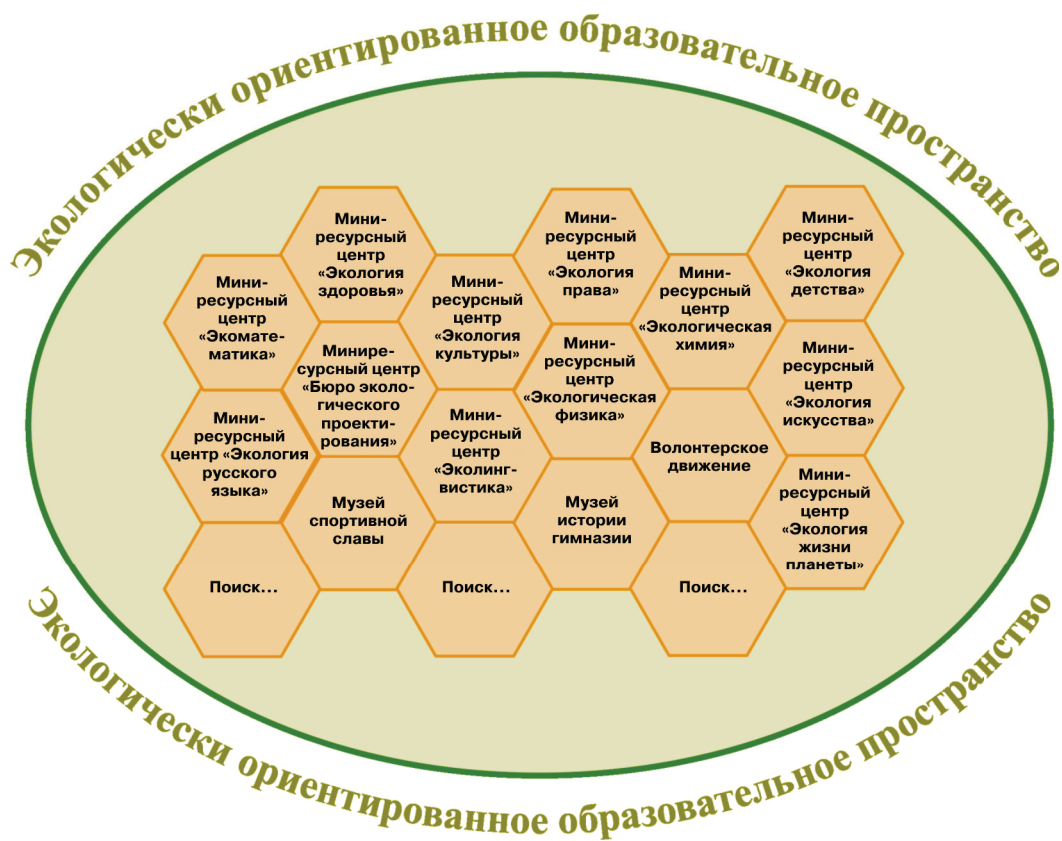 Экологически ориентированное образовательное пространство
Мини-
ресурсный
центр
«Экология
здоровья»
Мини-
ресурсный
центр
«Экология
права»
Мини-
ресурсный
центр
«Экология
детства»
Мини-
ресурсный
центр
«Экомате-
матика»
Мини-
ресурсный
центр
«Экология
культуры»
Мини-
ресурсный
центр
«Экологическая
химия»
Минире-
сурсный центр
«Бюро эколо-
гического
проекти-
рования»
Мини-
ресурсный
центр
«Экологическая
физика»
Мини-
ресурсный
центр
«Экология
искусства»
Мини-
ресурсный
центр «Экология
русского
языка»
Мини-
ресурсный
центр
«Эколинг-
вистика»
Волонтерское
движение
Музей
спортивной
славы
Музей
истории
гимназии
Мини-
ресурсный
центр
«Экология
жизни
планеты»
Поиск...
Поиск...
Поиск...
Экологически ориентированное образовательное пространство